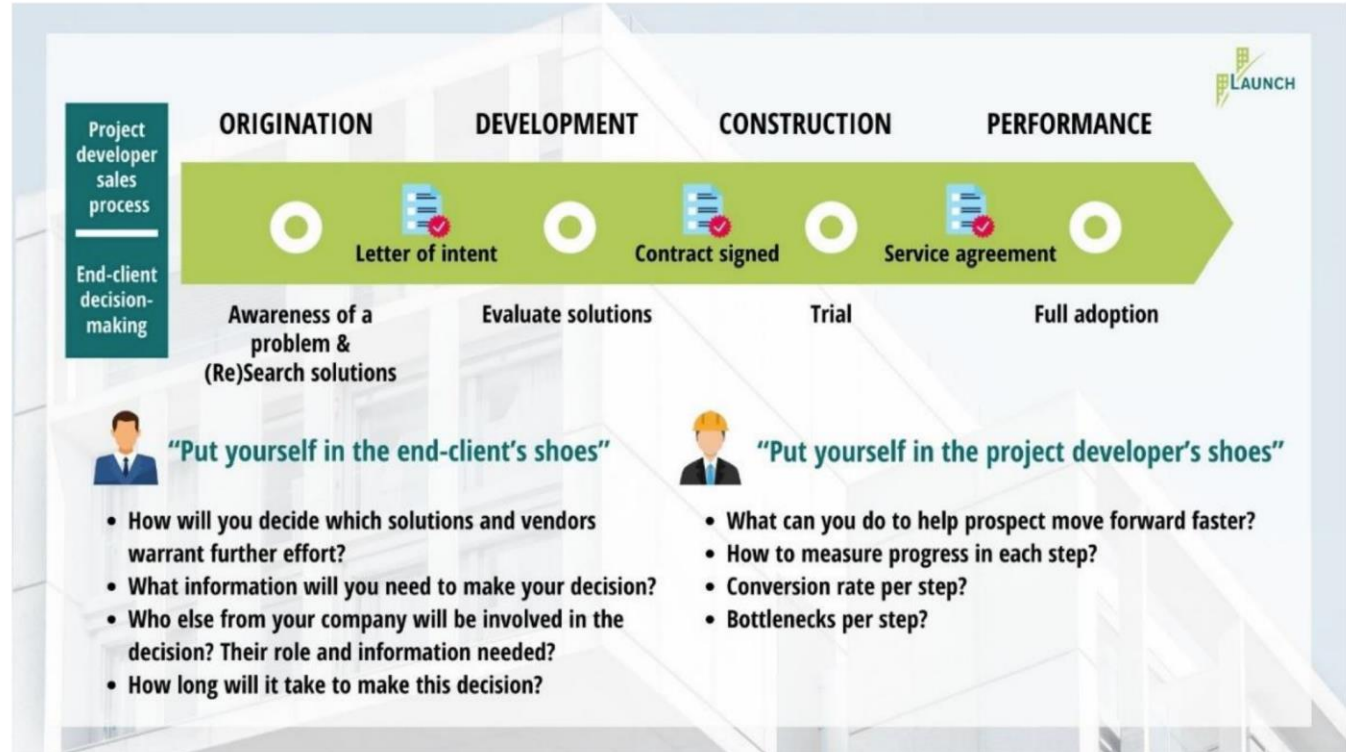 LAUNCH
Project
developer
sales
process
End-client
decision-
making
ORIGINATION
DEVELOPMENT
CONSTRUCTION
PERFORMANCE
Letter of intent
Contract signed
Service agreement
Awareness of a
problem &
(Re)Search solutions
Evaluate solutions
Trial
Full adoption
“Put yourself in the end-client’s shoes”
• How will you decide which solutions and vendors
warrant further effort?
• What information will you need to make your decision?
• Who else from your company will be involved in the
decision? Their role and information needed?
• How long will it take to make this decision?
“Put yourself in the project developer’s shoes”
• What can you do to help prospect move forward faster?
• How to measure progress in each step?
• Conversion rate per step?
• Bottlenecks per step?